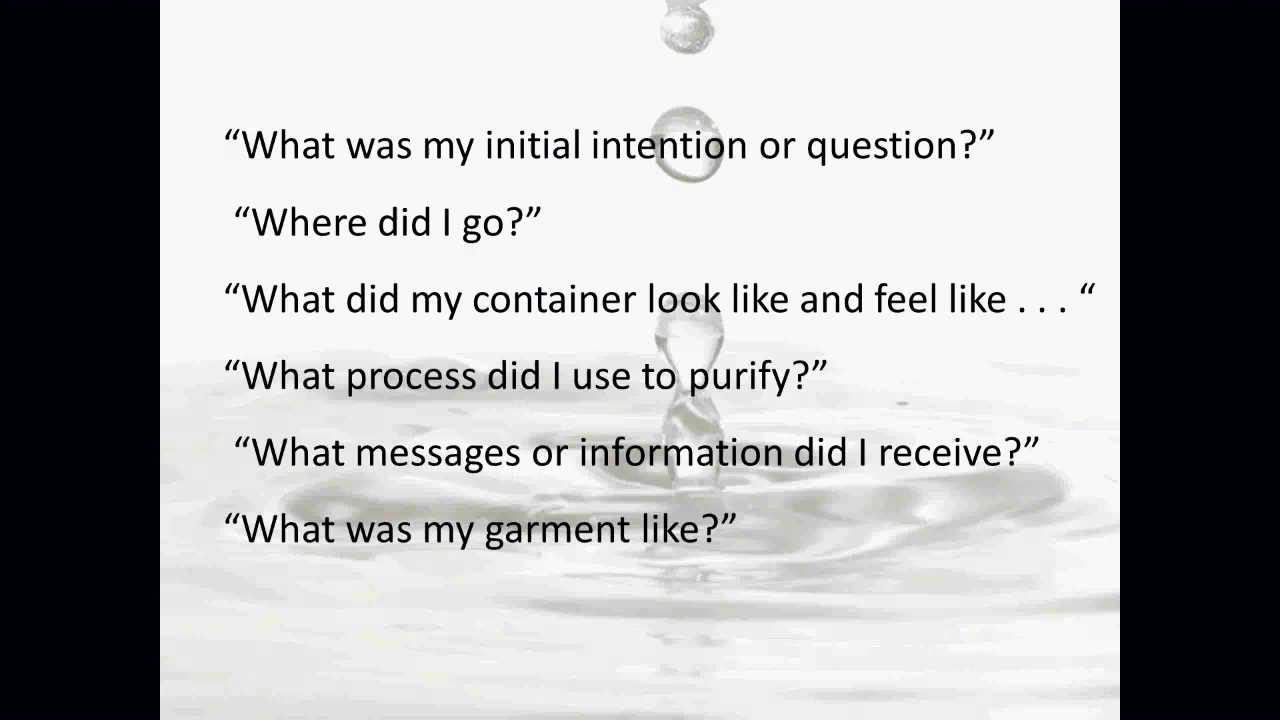 “What was my initial intention or question?”
“Where did I go?”
“What did my container look like and feel like . . . “
“What process did I use to purify?”
“What messages or information did I receive?”
“What was my garment like?”